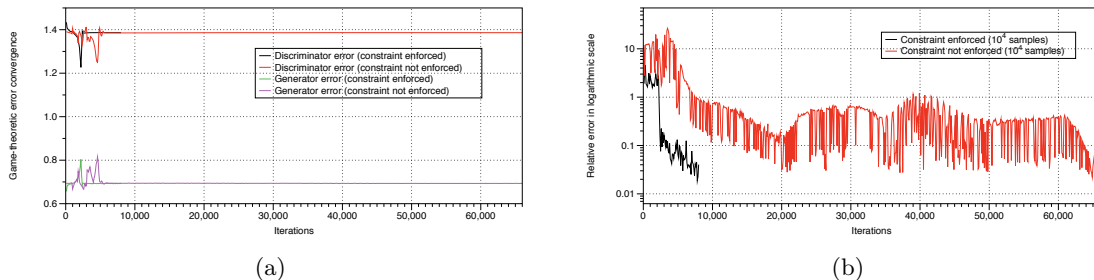 Game-theoretic error convergence
1.4
1.2
1.0
0.8
0.6
Discriminator error (constraint enforced)
Discriminator error (constraint not enforced)
Generator error (constraint enforced)
Generator error (constraint not enforced)
0
10,000
20,000
30,000
40,000
50,000
60,000
Iterations
(a)
Relative error in logarithmic scale
10
1
0.1
0.01
Constraint enforced (10⁴ samples)
Constraint not enforced (10⁴ samples)
0
10,000
20,000
30,000
40,000
50,000
60,000
Iterations
(b)